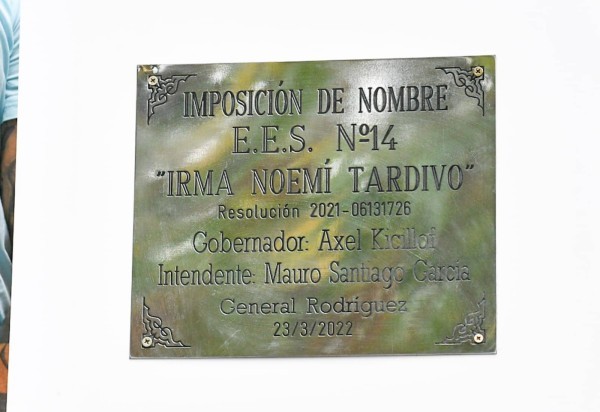 IMPOSICIÓN DE NOMBRE
E.E.S. Nº14
"IRMA NOEMÍ TARDIVO"
Resolución 2021-06131726
Gobernador: Axel Kicillof
Intendente: Mauro Santiago García
General Rodríguez
23/3/2022